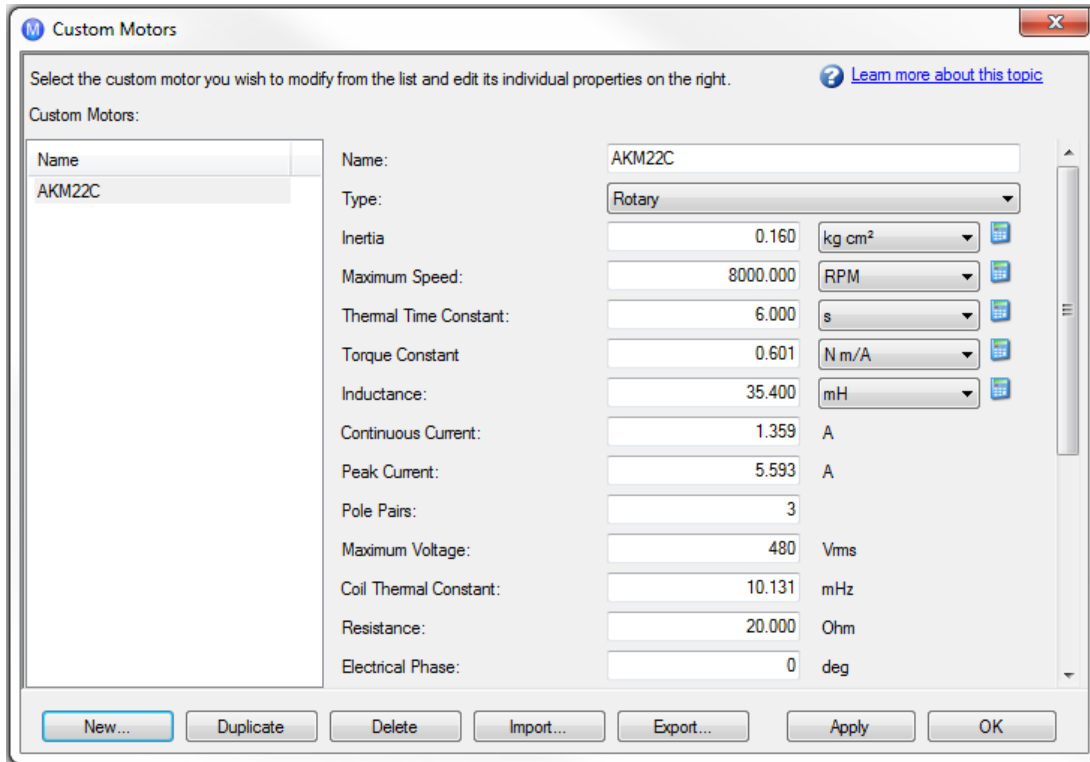 M Custom Motors
Select the custom motor you wish to modify from the list and edit its individual properties on the right.
? Learn more about this topic
Custom Motors:
Name
AKM22C
Name: AKM22C
Type: Rotary
Inertia 0.160 kg cm²
Maximum Speed: 8000.000 RPM
Thermal Time Constant: 6.000 s
Torque Constant 0.601 N m/A
Inductance: 35.400 mH
Continuous Current: 1.359 A
Peak Current: 5.593 A
Pole Pairs: 3
Maximum Voltage: 480 Vrms
Coil Thermal Constant: 10.131 mHz
Resistance: 20.000 Ohm
Electrical Phase: 0 deg
New... Duplicate Delete Import... Export... Apply OK